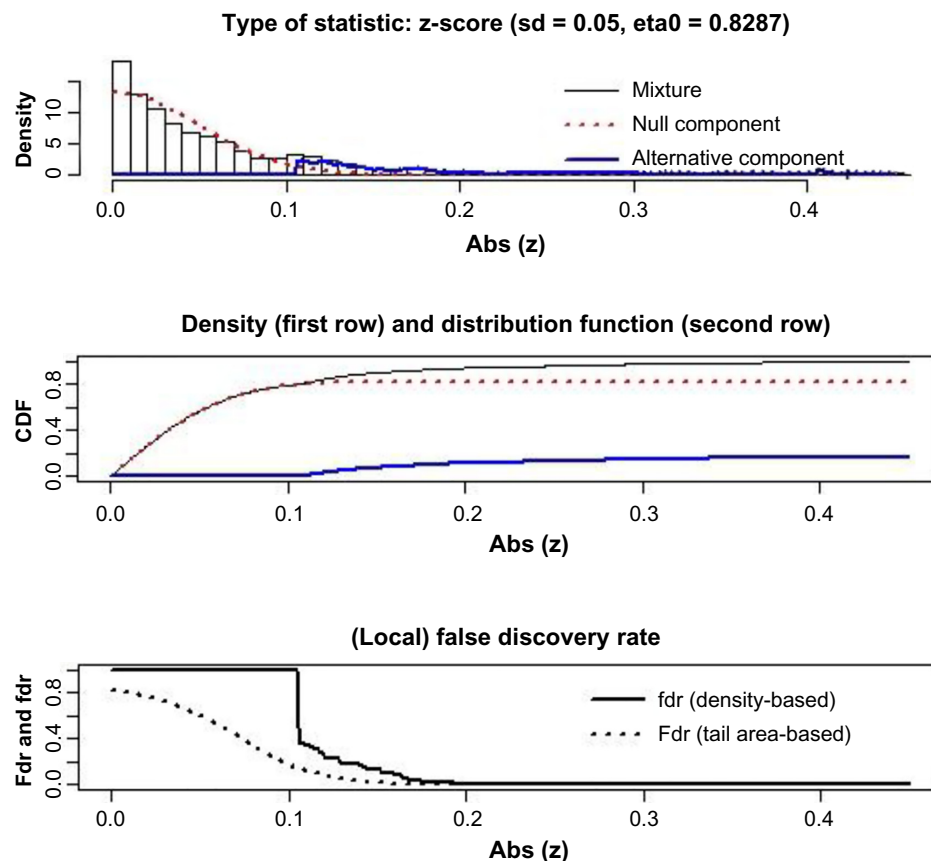 Type of statistic: z-score (sd = 0.05, eta0 = 0.8287)
Density
0 5 10
Mixture
Null component
Alternative component
0.0 0.1 0.2 0.3 0.4
Abs (z)
Density (first row) and distribution function (second row)
CDF
0.0 0.4 0.8
0.0 0.1 0.2 0.3 0.4
Abs (z)
(Local) false discovery rate
Fdr and fdr
0.0 0.4 0.8
fdr (density-based)
Fdr (tail area-based)
0.0 0.1 0.2 0.3 0.4
Abs (z)